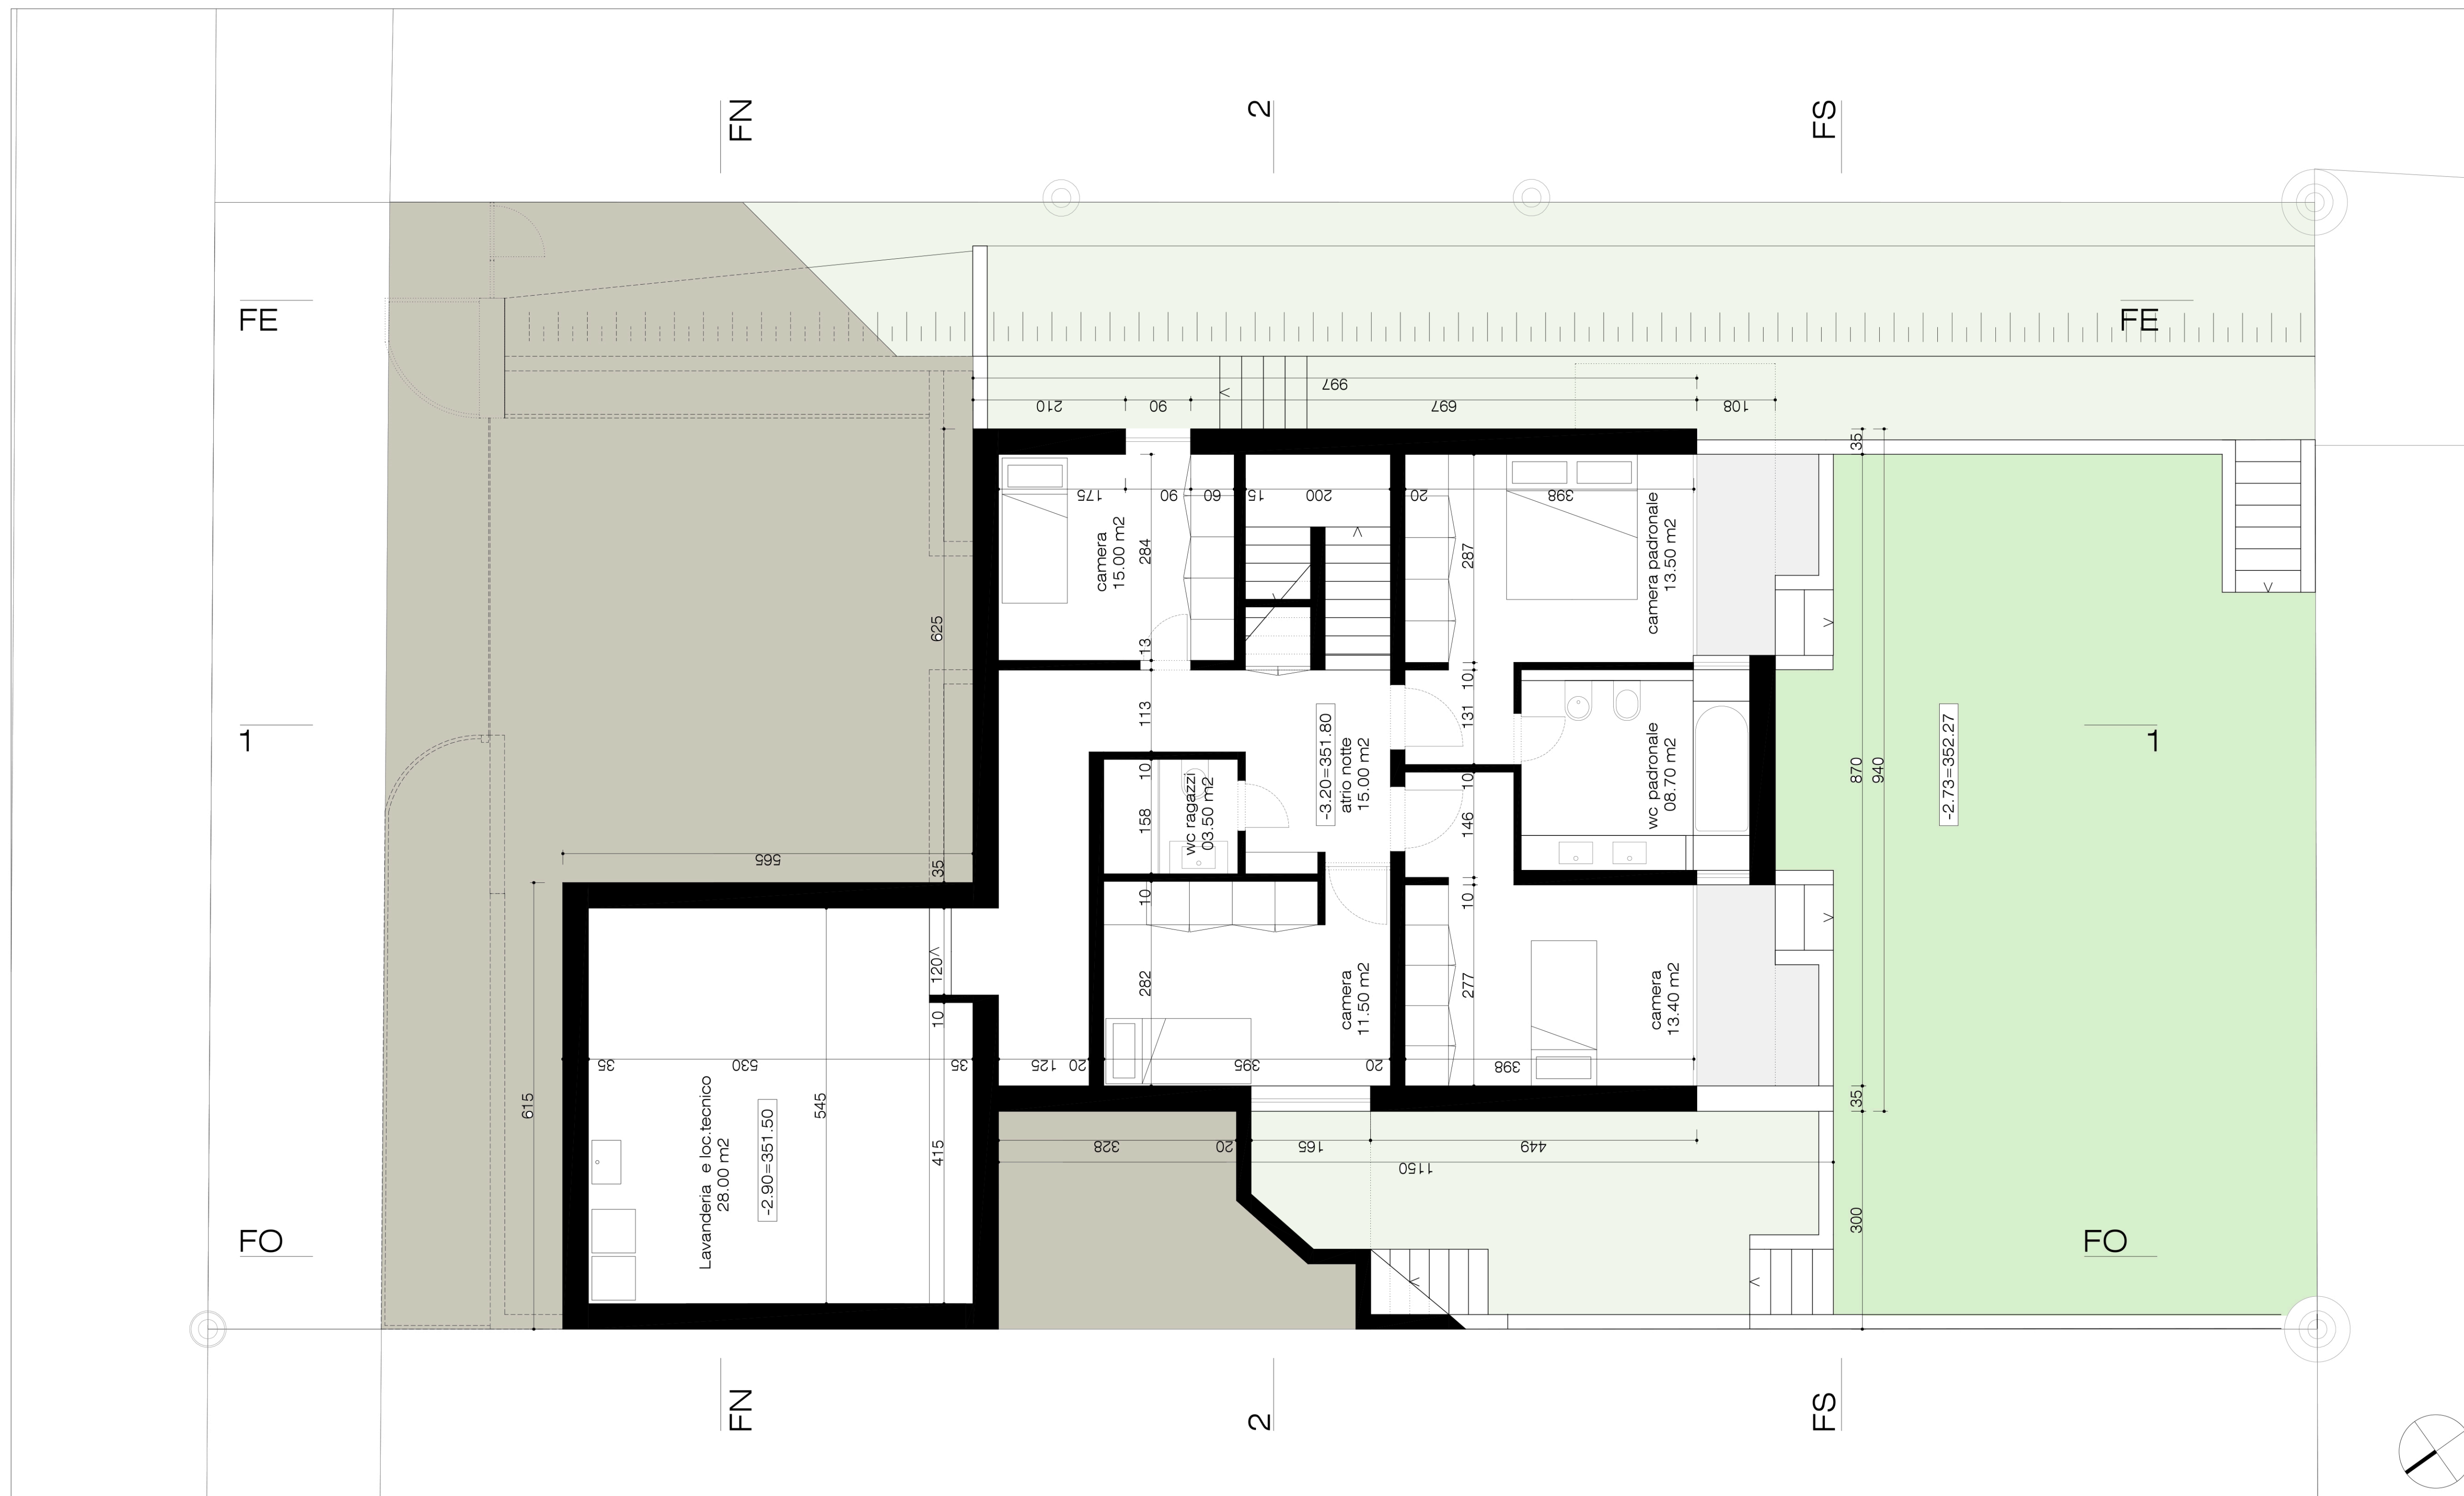 FN
2
FS
FE
FE
997
210
90
697
108
35
175
90
60
15
200
20
398
camera
15.00 m2
284
287
camera padronale
13.50 m2
625
13
10
113
131
1
1
-3.20=351.80
atrio notte
15.00 m2
wc padronale
08.70 m2
870
940
-2.73=352.27
10
158
wc ragazzi
03.50 m2
10
146
565
35
10
10
120
282
camera
11.50 m2
277
camera
13.40 m2
10
35
530
35
125
20
395
20
398
615
Lavanderia e loc.tecnico
28.00 m2
-2.90=351.50
545
415
35
328
20
165
449
1150
300
FO
FO
FN
2
FS